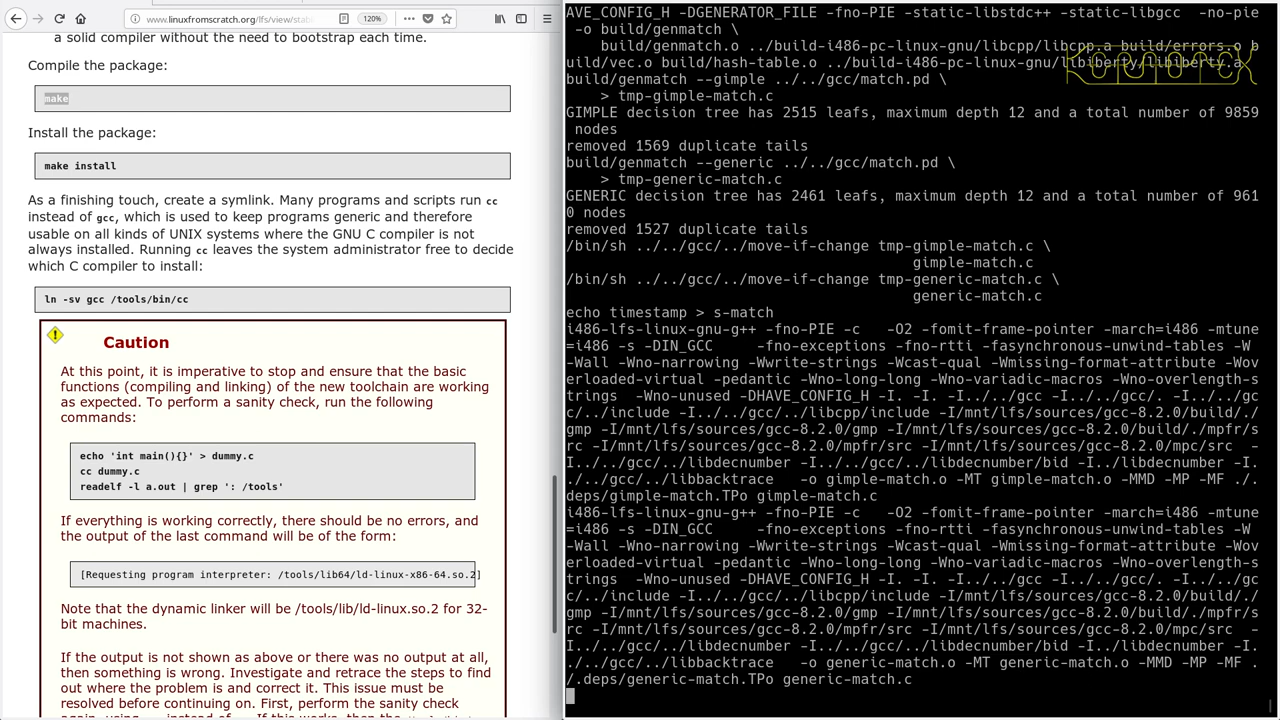 www.linuxfromscratch.org/lfs/view/stab
120%
a solid compiler without the need to bootstrap each time.
Compile the package:
make
Install the package:
make install
As a finishing touch, create a symlink. Many programs and scripts run cc
instead of gcc, which is used to keep programs generic and therefore
usable on all kinds of UNIX systems where the GNU C compiler is not
always installed. Running cc leaves the system administrator free to decide
which C compiler to install:
ln -sv gcc /tools/bin/cc
Caution
At this point, it is imperative to stop and ensure that the basic
functions (compiling and linking) of the new toolchain are working
as expected. To perform a sanity check, run the following
commands:
echo 'int main(){}' > dummy.c
cc dummy.c
readelf -l a.out | grep ': /tools'
If everything is working correctly, there should be no errors, and
the output of the last command will be of the form:
[Requesting program interpreter: /tools/lib64/ld-linux-x86-64.so.2]
Note that the dynamic linker will be /tools/lib/ld-linux.so.2 for 32-
bit machines.
If the output is not shown as above or there was no output at all,
then something is wrong. Investigate and retrace the steps to find
out where the problem is and correct it. This issue must be
resolved before continuing on. First, perform the sanity check
AVE_CONFIG_H -DGENERATOR_FILE -fno-PIE -static-libstdc++ -static-libgcc  -no-pie
 -o build/genmatch \
    build/genmatch.o ../build-i486-pc-linux-gnu/libcpp/libcpp.a build/errors.o b
uild/vec.o build/hash-table.o ../build-i486-pc-linux-gnu/libiberty/libiberty.a
build/genmatch --gimple ../../gcc/match.pd \
    > tmp-gimple-match.c
GIMPLE decision tree has 2515 leafs, maximum depth 12 and a total number of 9859
 nodes
removed 1569 duplicate tails
build/genmatch --generic ../../gcc/match.pd \
    > tmp-generic-match.c
GENERIC decision tree has 2461 leafs, maximum depth 12 and a total number of 961
0 nodes
removed 1527 duplicate tails
/bin/sh ../../gcc/../move-if-change tmp-gimple-match.c \
                                        gimple-match.c
/bin/sh ../../gcc/../move-if-change tmp-generic-match.c \
                                        generic-match.c
echo timestamp > s-match
i486-lfs-linux-gnu-g++ -fno-PIE -c   -O2 -fomit-frame-pointer -march=i486 -mtune
=i486 -s -DIN_GCC     -fno-exceptions -fno-rtti -fasynchronous-unwind-tables -W
-Wall -Wno-narrowing -Wwrite-strings -Wcast-qual -Wmissing-format-attribute -Wov
erloaded-virtual -pedantic -Wno-long-long -Wno-variadic-macros -Wno-overlength-s
trings  -Wno-unused -DHAVE_CONFIG_H -I. -I. -I../../gcc -I../../gcc/. -I../../gc
c/../include -I../../gcc/../libcpp/include -I/mnt/lfs/sources/gcc-8.2.0/build/./
gmp -I/mnt/lfs/sources/gcc-8.2.0/gmp -I/mnt/lfs/sources/gcc-8.2.0/build/./mpfr/s
rc -I/mnt/lfs/sources/gcc-8.2.0/mpfr/src -I/mnt/lfs/sources/gcc-8.2.0/mpc/src  -
I../../gcc/../libdecnumber -I../../gcc/../libdecnumber/bid -I../libdecnumber -I.
./../gcc/../libbacktrace   -o gimple-match.o -MT gimple-match.o -MMD -MP -MF ./.
deps/gimple-match.TPo gimple-match.c
i486-lfs-linux-gnu-g++ -fno-PIE -c   -O2 -fomit-frame-pointer -march=i486 -mtune
=i486 -s -DIN_GCC     -fno-exceptions -fno-rtti -fasynchronous-unwind-tables -W
-Wall -Wno-narrowing -Wwrite-strings -Wcast-qual -Wmissing-format-attribute -Wov
erloaded-virtual -pedantic -Wno-long-long -Wno-variadic-macros -Wno-overlength-s
trings  -Wno-unused -DHAVE_CONFIG_H -I. -I. -I../../gcc -I../../gcc/. -I../../gc
c/../include -I../../gcc/../libcpp/include -I/mnt/lfs/sources/gcc-8.2.0/build/./
gmp -I/mnt/lfs/sources/gcc-8.2.0/gmp -I/mnt/lfs/sources/gcc-8.2.0/build/./mpfr/s
rc -I/mnt/lfs/sources/gcc-8.2.0/mpfr/src -I/mnt/lfs/sources/gcc-8.2.0/mpc/src  -
I../../gcc/../libdecnumber -I../../gcc/../libdecnumber/bid -I../libdecnumber -I.
./../gcc/../libbacktrace   -o generic-match.o -MT generic-match.o -MMD -MP -MF .
/.deps/generic-match.TPo generic-match.c